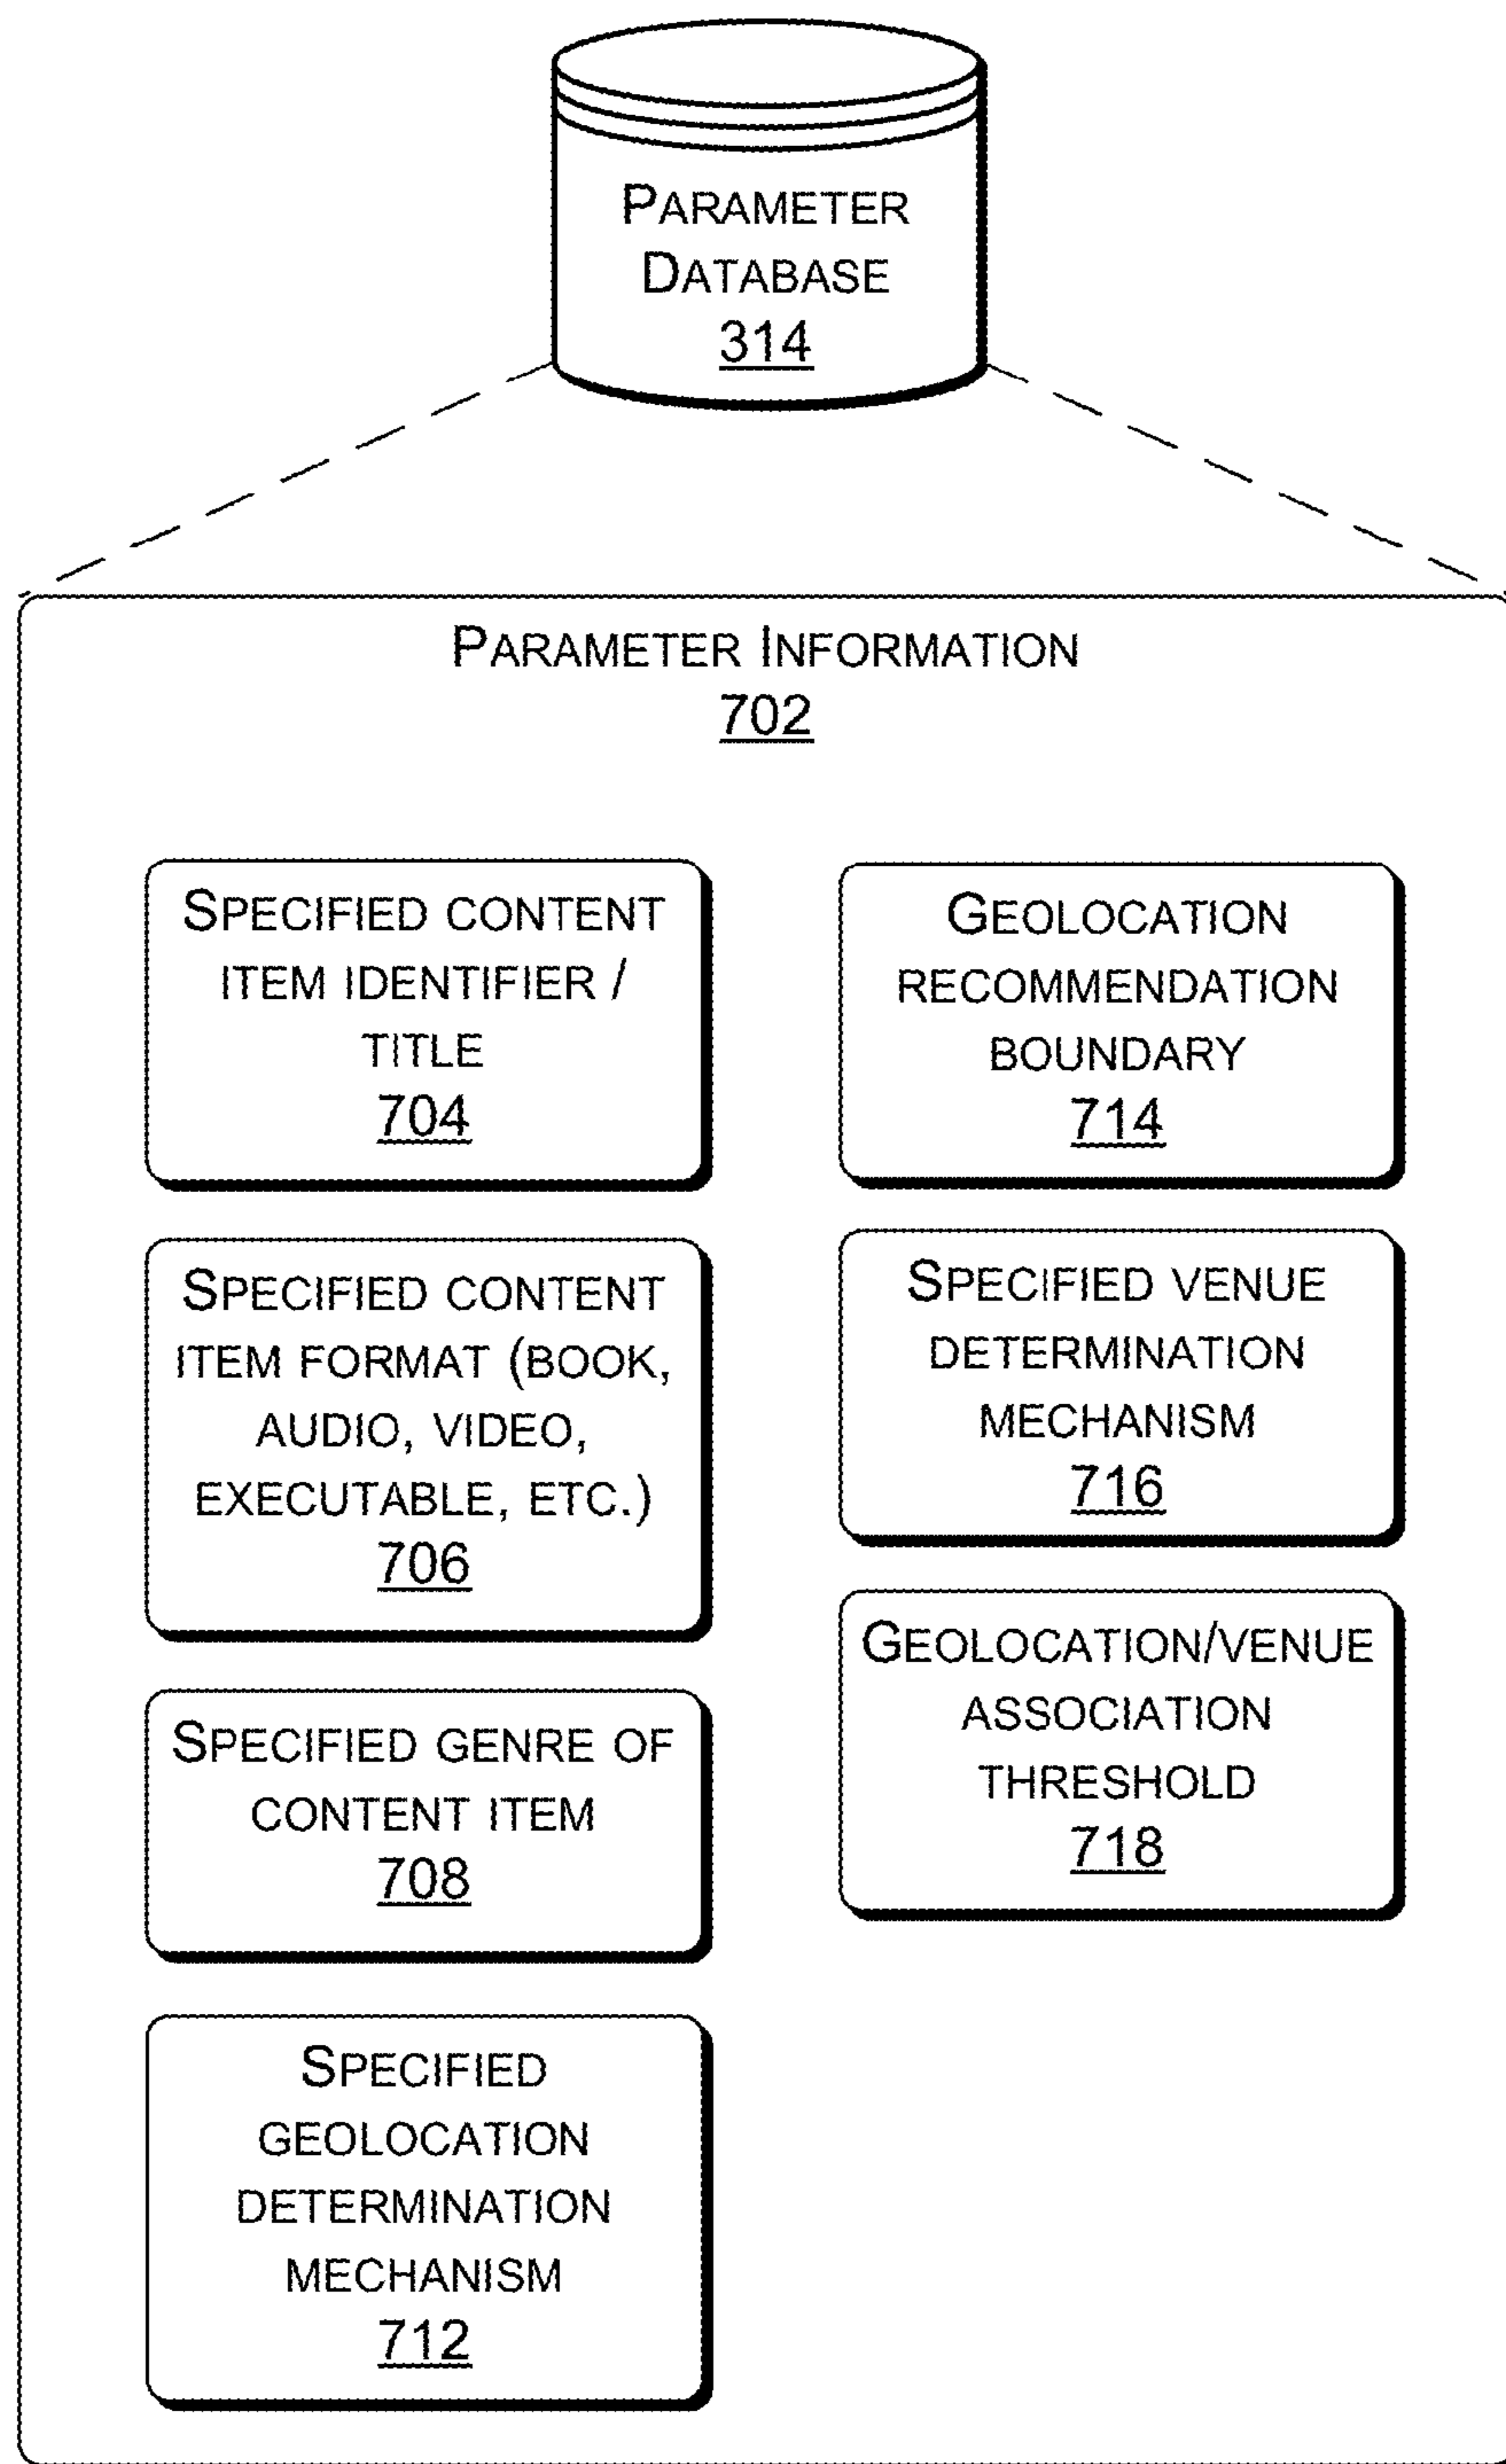 PARAMETER
DATABASE
314
PARAMETER INFORMATION
702
SPECIFIED CONTENT
ITEM IDENTIFIER /
TITLE
704
SPECIFIED CONTENT
ITEM FORMAT (BOOK,
AUDIO, VIDEO,
EXECUTABLE, ETC.)
706
SPECIFIED GENRE OF
CONTENT ITEM
708
SPECIFIED
GEOLOCATION
DETERMINATION
MECHANISM
712
GEOLOCATION
RECOMMENDATION
BOUNDARY
714
SPECIFIED VENUE
DETERMINATION
MECHANISM
716
GEOLOCATION/VENUE
ASSOCIATION
THRESHOLD
718